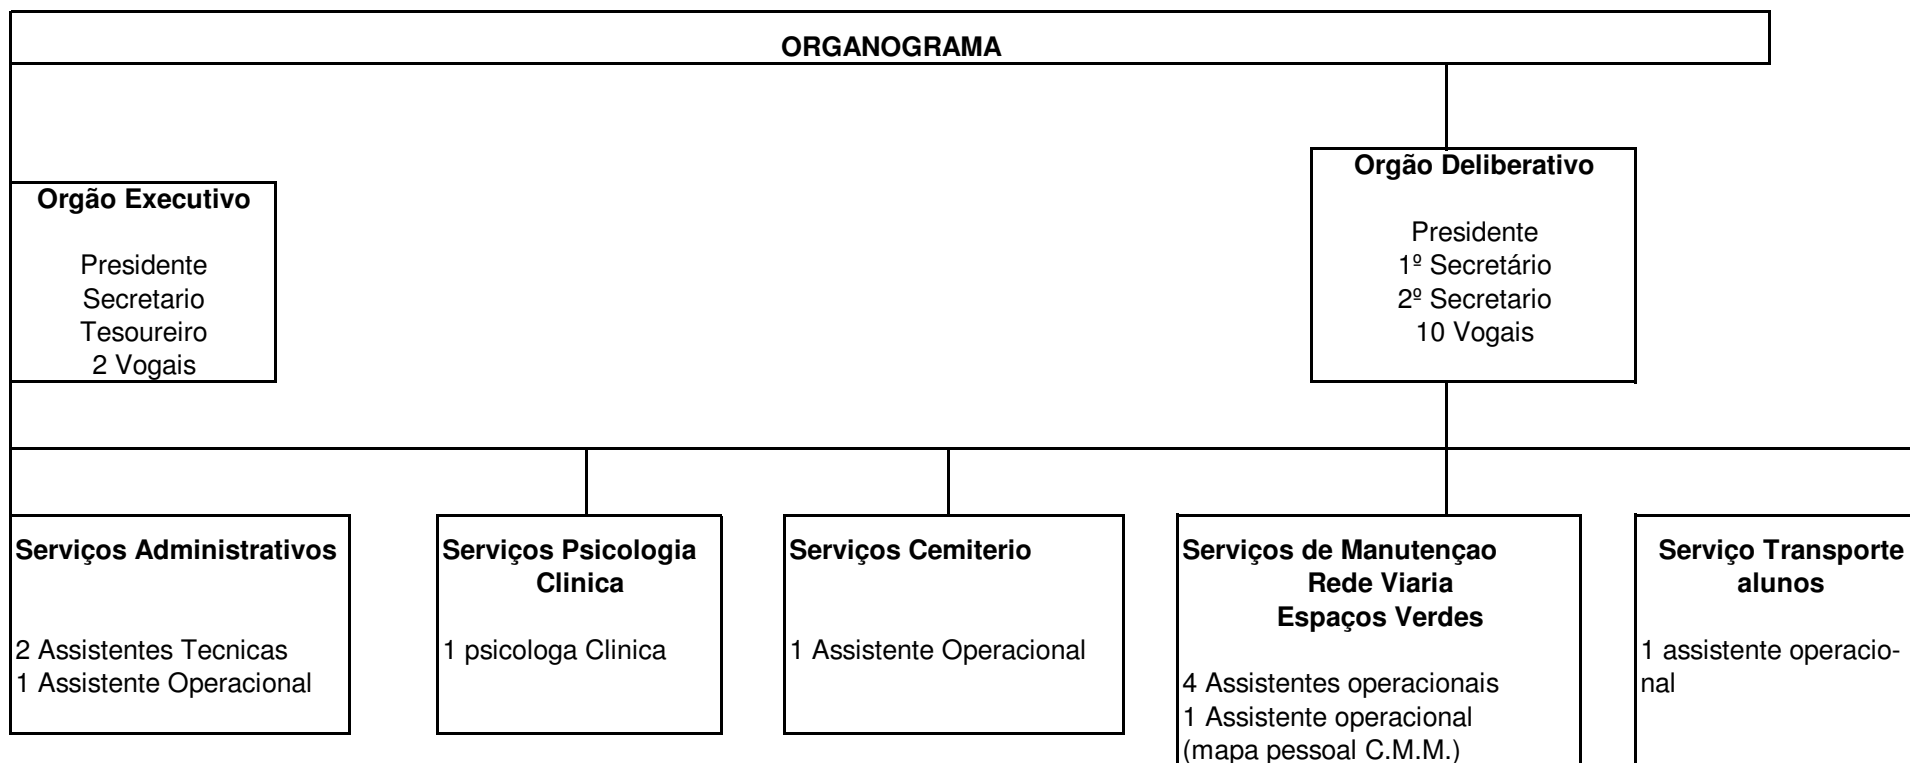 ORGANOGRAMA
Orgão Executivo
Presidente
Secretario
Tesoureiro
2 Vogais
Orgão Deliberativo
Presidente
1º Secretário
2º Secretario
10 Vogais
Serviços Administrativos
2 Assistentes Tecnicas
1 Assistente Operacional
Serviços Psicologia
Clinica
1 psicologa Clinica
Serviços Cemiterio
1 Assistente Operacional
Serviços de Manutençao
Rede Viaria
Espaços Verdes
4 Assistentes operacionais
1 Assistente operacional
(mapa pessoal C.M.M.)
Serviço Transporte
alunos
1 assistente operacio-
nal